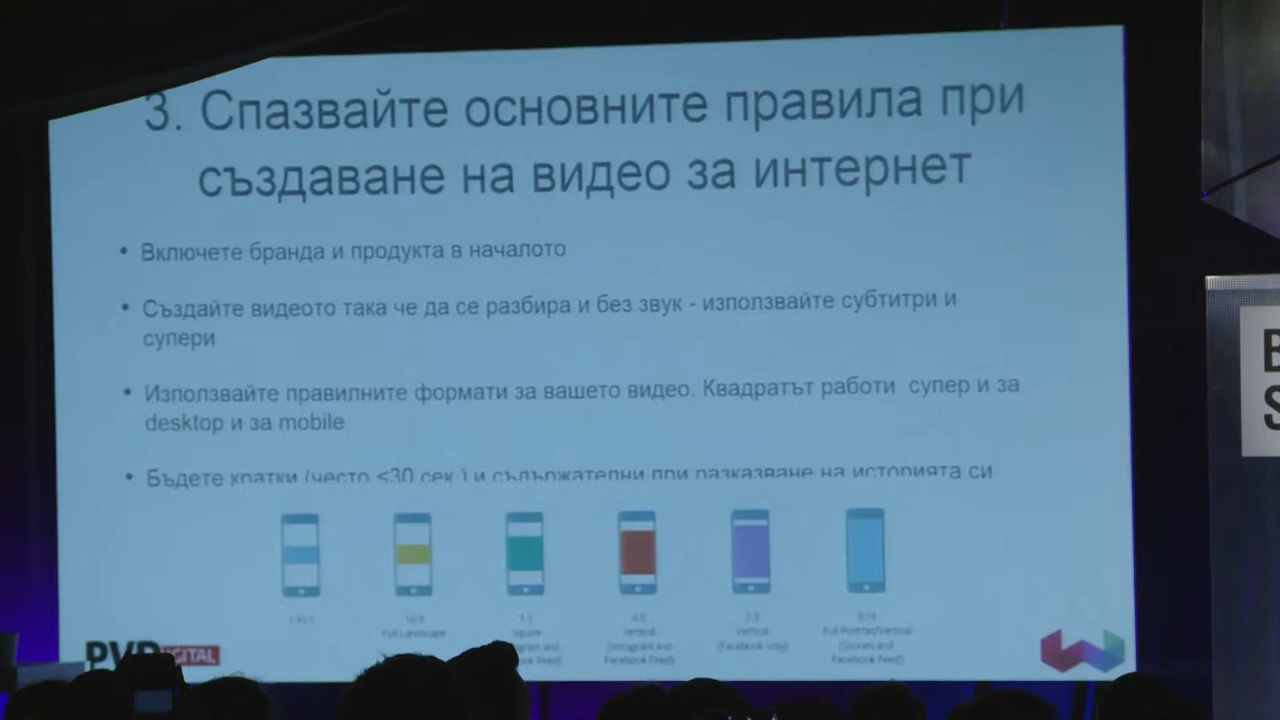 3. Спазвайте основните правила при
създаване на видео за интернет
• Включете бранда и продукта в началото
• Създайте видеото така че да се разбира и без звук - използвайте субтитри и
супери
• Използвайте правилните формати за вашето видео. Квадратът работи супер и за
desktop и за mobile
• Бъдете кратки (често <30 сек.) и съдържателни при разказване на историята си
16:9
Full Landscape
1:1
Square
Feed)
4:5
Vertical
(Instagram and
Facebook Feed)
Vertical
(Facebook only)
9:16
Full Portrait/Vertical
(Stories and
Facebook Feed)